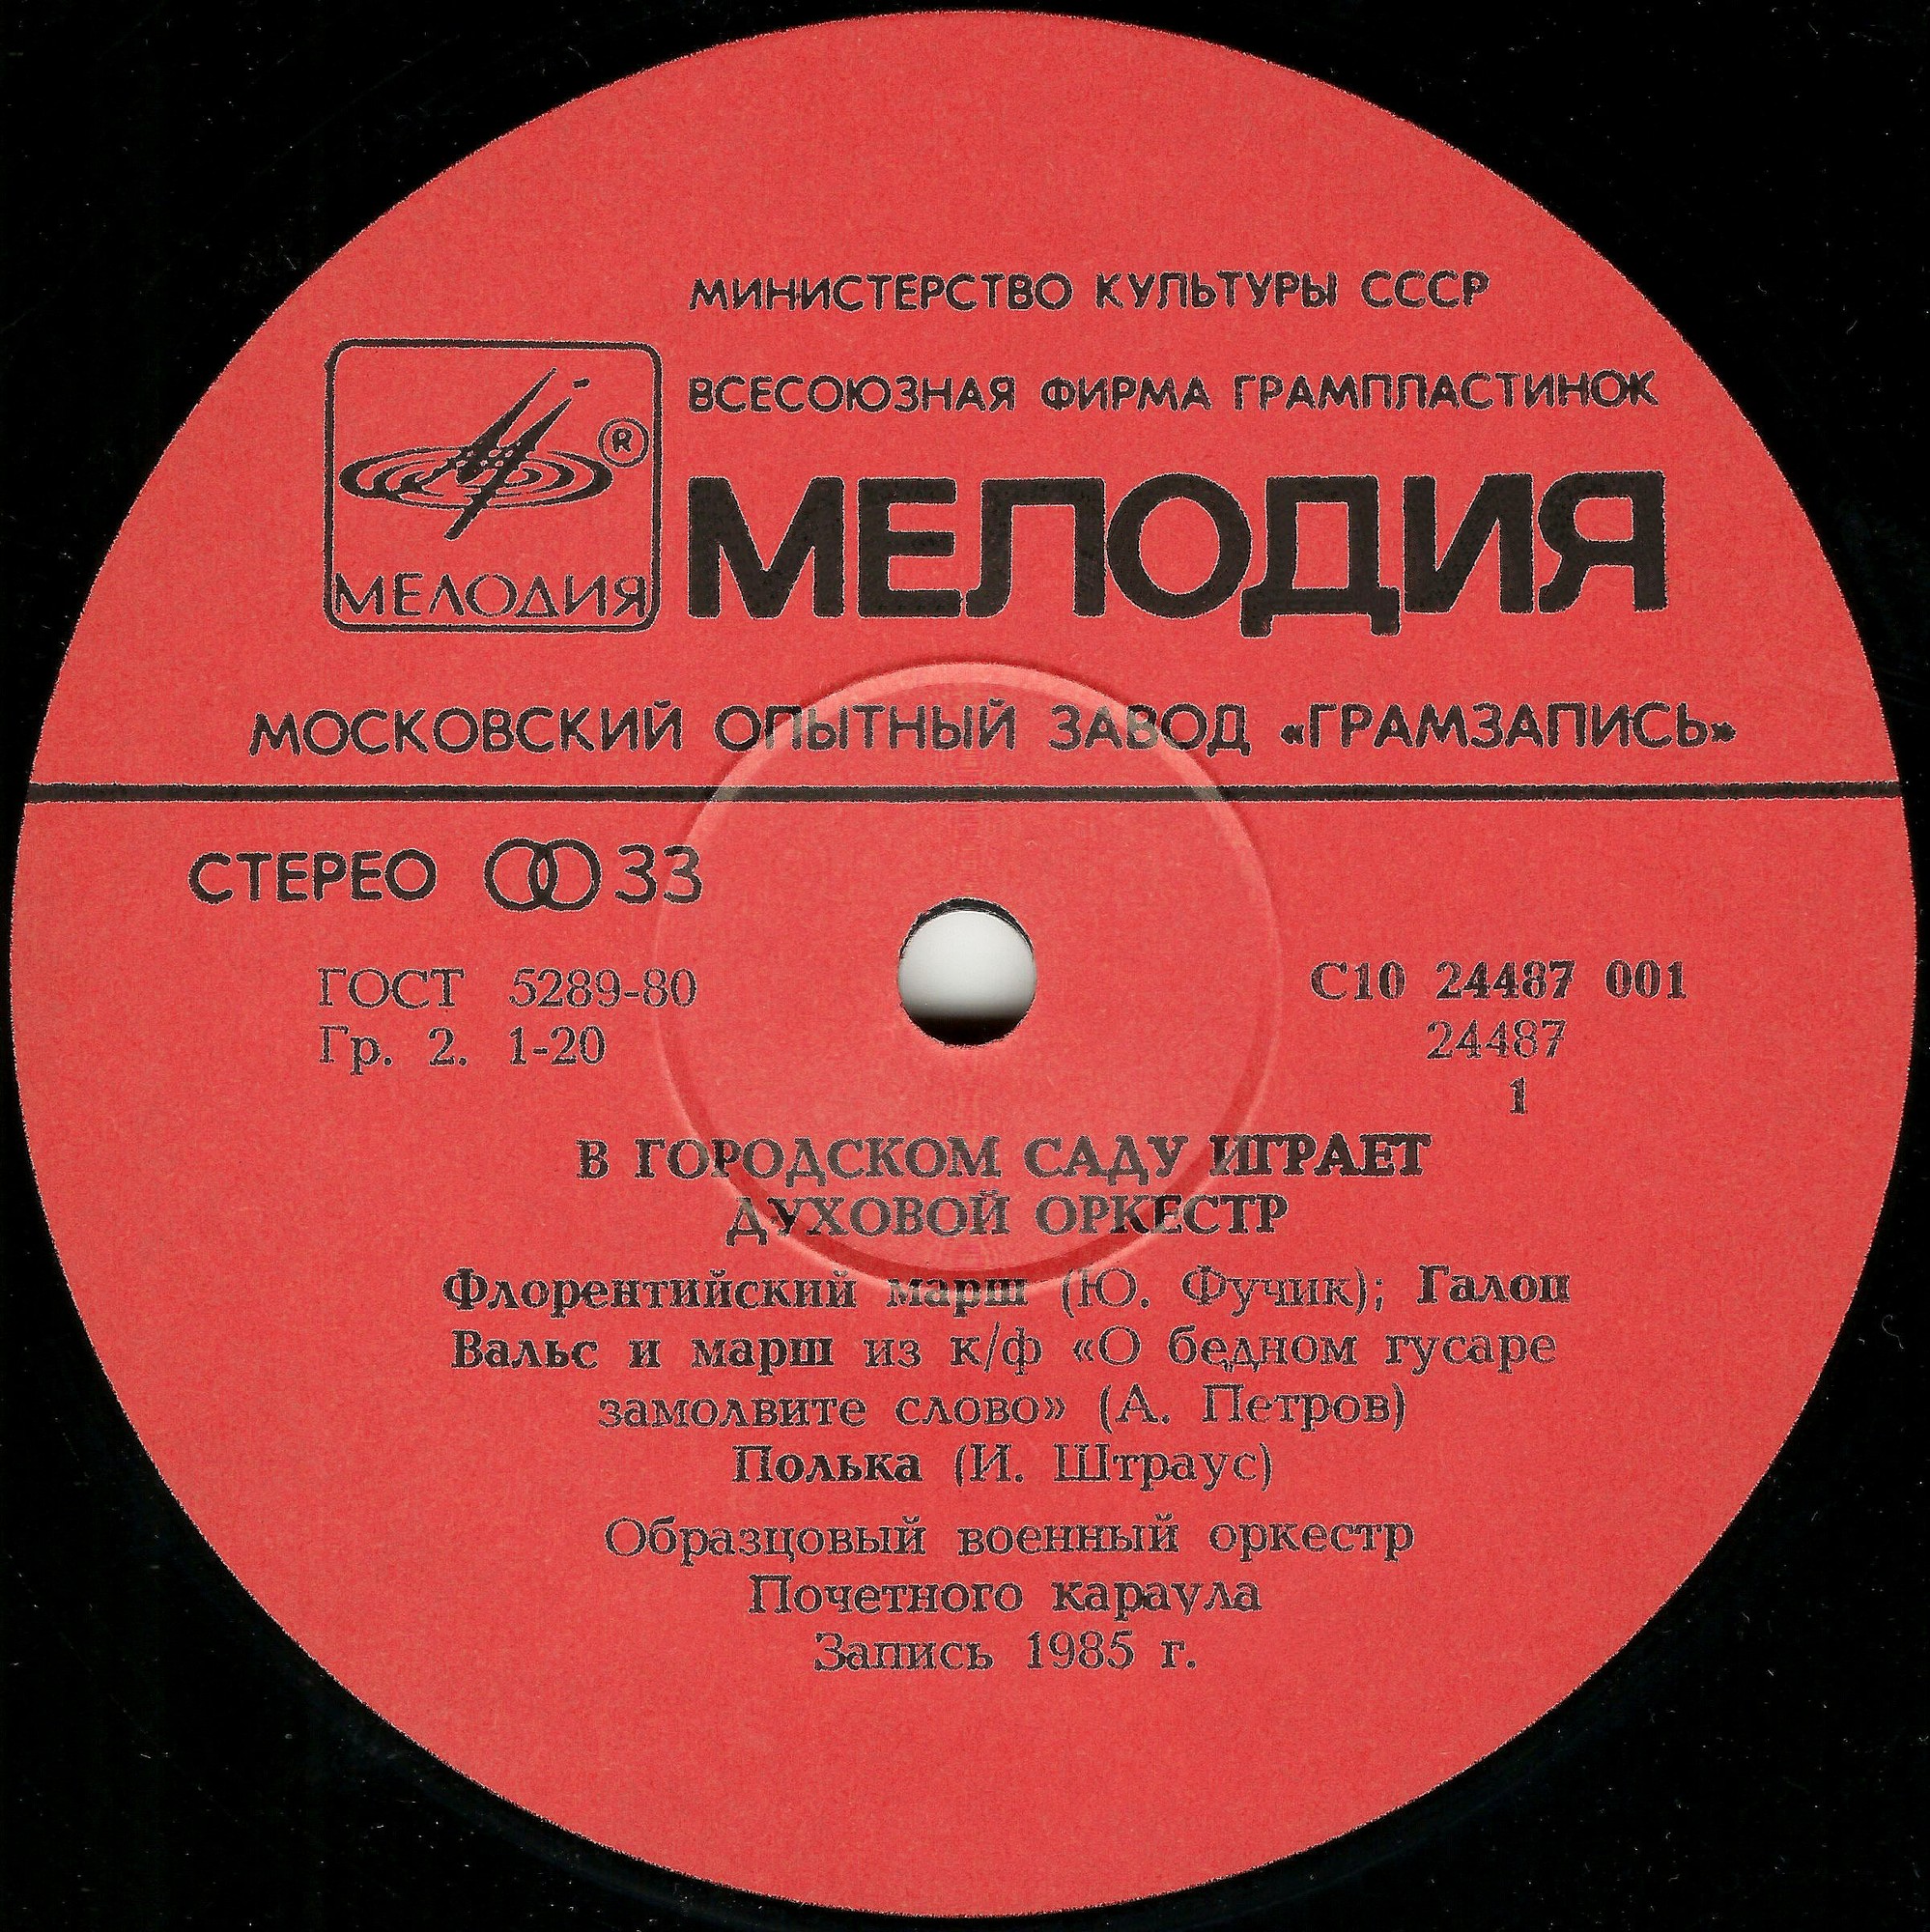 МИНИСТЕРСТВО КУЛЬТУРЫ СССР
ВСЕСОЮЗНАЯ ФИРМА ГРАМПЛАСТИНОК
®
МЕЛОДИЯ
МЕЛОДИЯ
МОСКОВСКИЙ ОПЫТНЫЙ ЗАВОД «ГРАМЗАПИСЬ»
СТЕРЕО 33
ГОСТ 5289-80
Гр. 2. 1-20
С10 24487 001
24487
1
В ГОРОДСКОМ САДУ ИГРАЕТ
ДУХОВОЙ ОРКЕСТР
Флорентийский марш (Ю. Фучик); Галоп
Вальс и марш из к/ф «О бедном гусаре
замолвите слово» (А. Петров)
Полька (И. Штраус)
Образцовый военный оркестр
Почетного караула
Запись 1985 г.